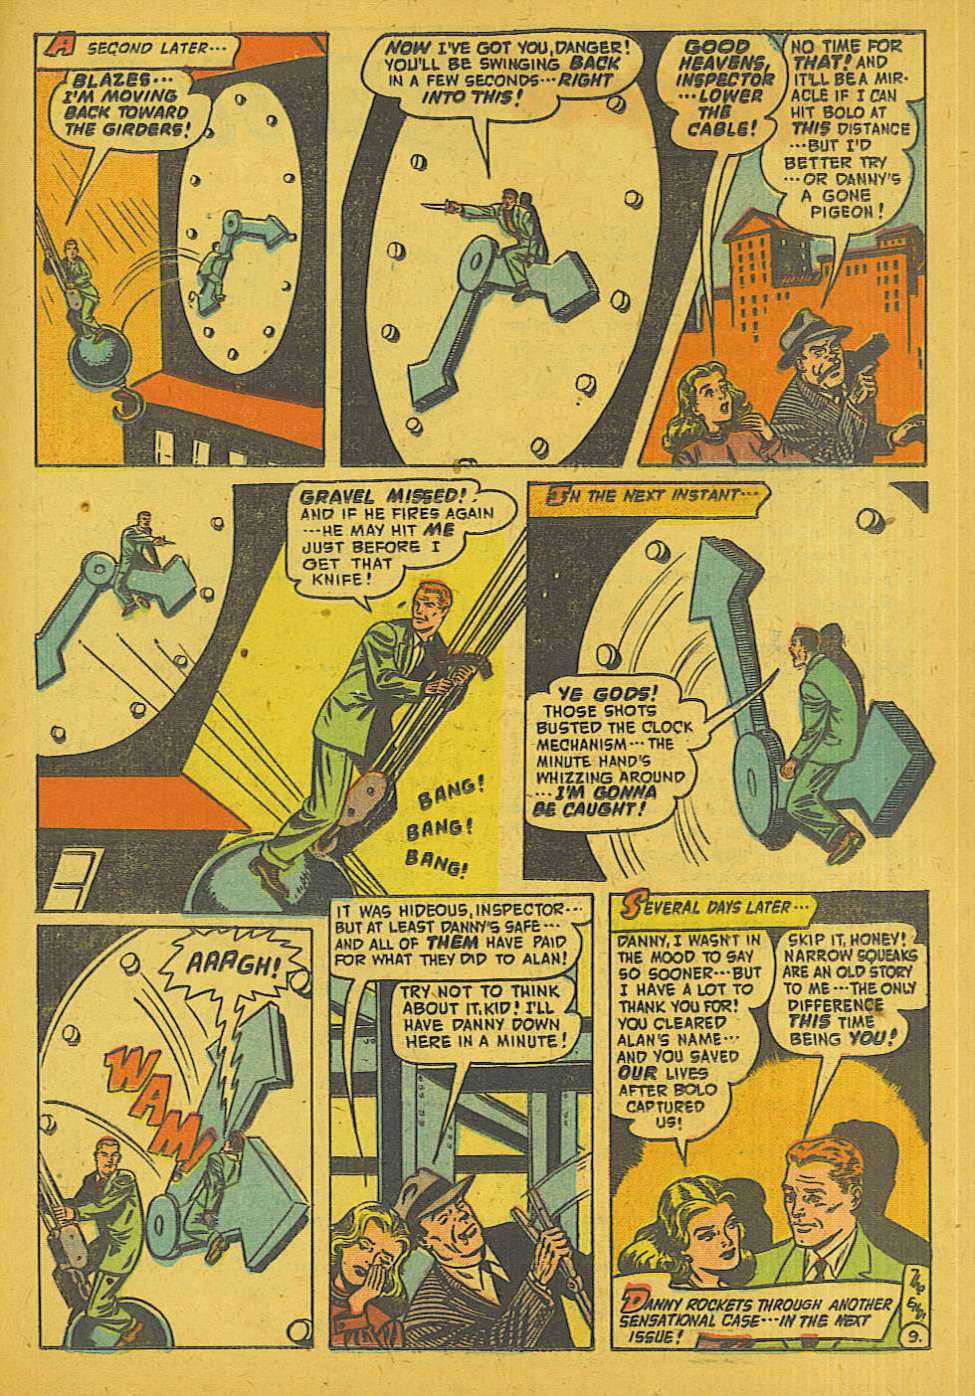 A SECOND LATER...
BLAZES...
I'M MOVING
BACK TOWARD
THE GIRDERS!
NOW I'VE GOT YOU, DANGER!
YOU'LL BE SWINGING BACK
IN A FEW SECONDS...RIGHT
INTO THIS!
GOOD
HEAVENS,
INSPECTOR
...LOWER
THE
CABLE!
NO TIME FOR
THAT! AND
IT'LL BE A MIR-
ACLE IF I CAN
HIT BOLO AT
THIS DISTANCE
...BUT I'D
BETTER TRY
...OR DANNY'S
A GONE
PIGEON!
GRAVEL MISSED!
AND IF HE FIRES AGAIN
...HE MAY HIT ME
JUST BEFORE I
GET THAT
KNIFE!
BANG!
BANG!
BANG!
IN THE NEXT INSTANT...
YE GODS!
THOSE SHOTS
BUSTED THE CLOCK
MECHANISM...THE
MINUTE HAND'S
WHIZZING AROUND
...I'M GONNA
BE CAUGHT!
AAAGH!
WAM!
IT WAS HIDEOUS, INSPECTOR...
BUT AT LEAST DANNY'S SAFE...
AND ALL OF THEM HAVE PAID
FOR WHAT THEY DID TO ALAN!
TRY NOT TO THINK
ABOUT IT, KID! I'LL
HAVE DANNY DOWN
HERE IN A MINUTE!
SEVERAL DAYS LATER...
DANNY, I WASN'T IN
THE MOOD TO SAY
SO SOONER...BUT
I HAVE A LOT TO
THANK YOU FOR!
YOU CLEARED
ALAN'S NAME...
AND YOU SAVED
OUR LIVES
AFTER BOLO
CAPTURED
US!
SKIP IT, HONEY!
NARROW SQUEAKS
ARE AN OLD STORY
TO ME...THE ONLY
DIFFERENCE
THIS TIME
BEING YOU!
DANNY ROCKETS THROUGH ANOTHER
SENSATIONAL CASE...IN THE NEXT
ISSUE!
The
End!
9.